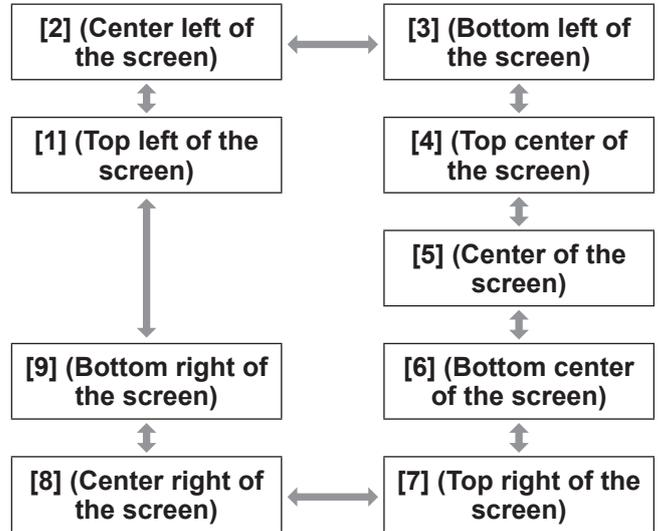 [2] (Center left of
the screen)
[3] (Bottom left of
the screen)
[1] (Top left of the
screen)
[4] (Top center of
the screen)
[5] (Center of the
screen)
[9] (Bottom right of
the screen)
[6] (Bottom center
of the screen)
[8] (Center right of
the screen)
[7] (Top right of the
screen)